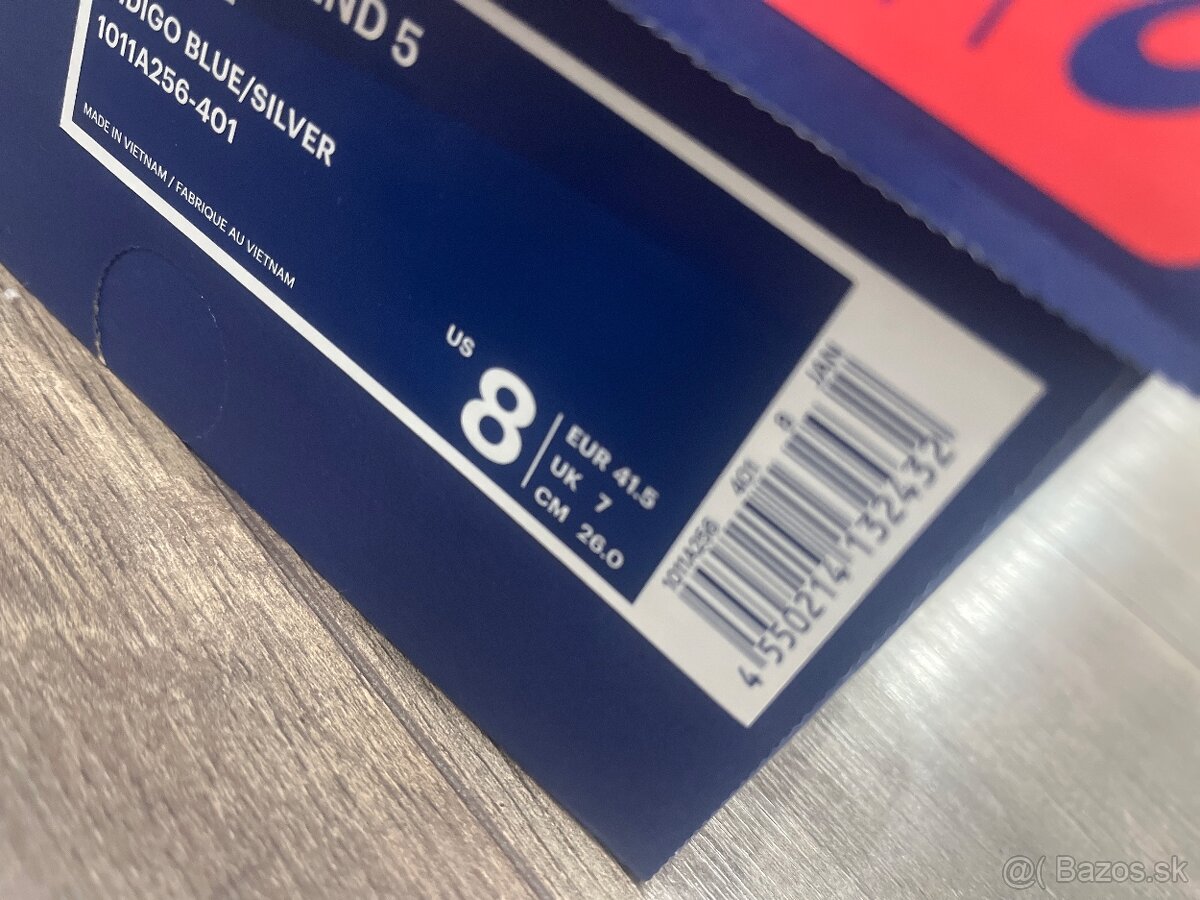 ND 5
DIGO BLUE/SILVER
1011A256-401
MADE IN VIETNAM / FABRIQUE AU VIETNAM
US
8
EUR 41.5
UK 7
CM 26.0
1011A256 401 8 JAN
4550214132432
@( Bazos.sk